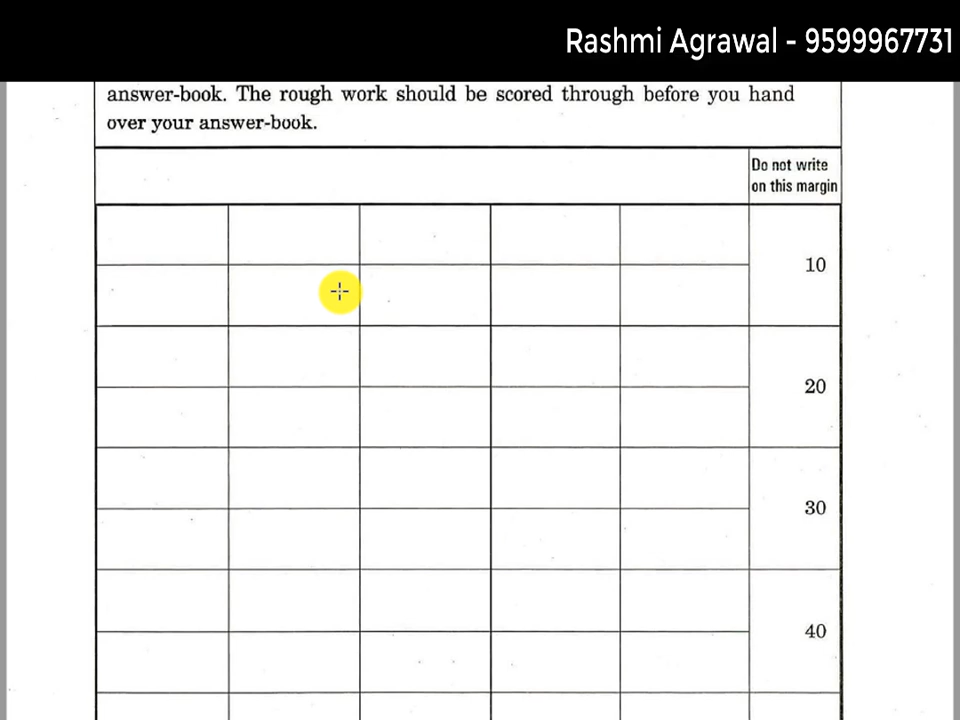 Rashmi Agrawal - 9599967731
answer-book. The rough work should be scored through before you hand
over your answer-book.
Do not write
on this margin
10
20
30
40